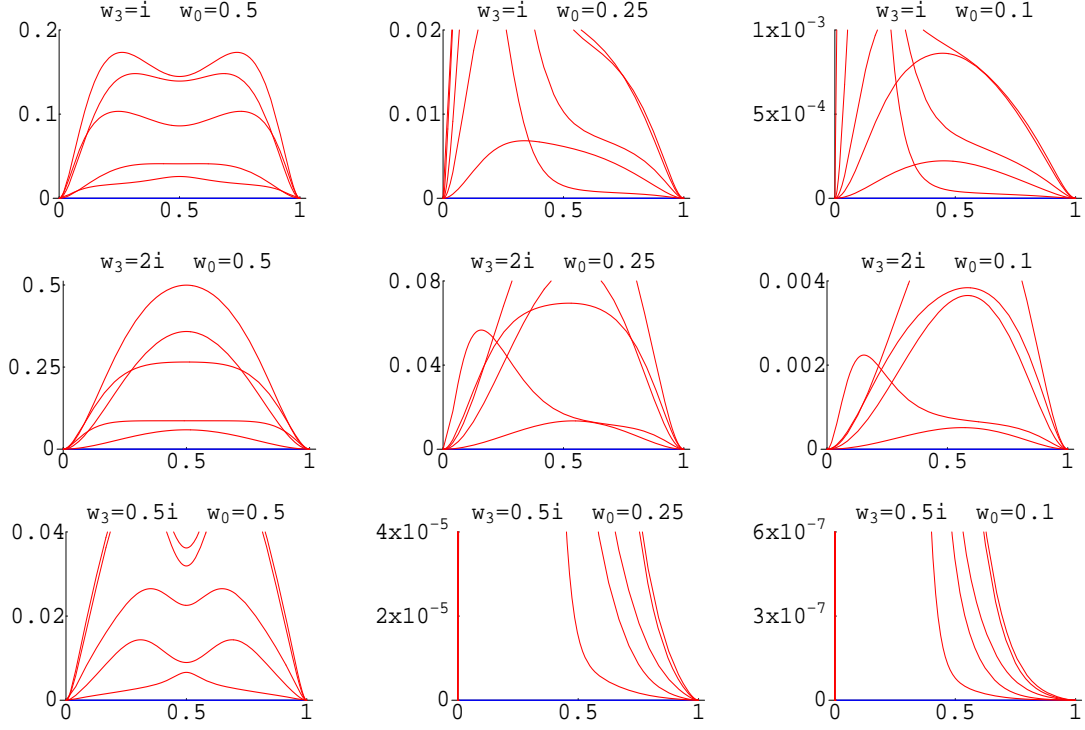 w₃=i w₀=0.5
0.2
0.1
0
0 0.5 1
w₃=i w₀=0.25
0.02
0.01
0
0 0.5 1
w₃=i w₀=0.1
1x10⁻³
5x10⁻⁴
0
0 0.5 1
w₃=2i w₀=0.5
0.5
0.25
0
0 0.5 1
w₃=2i w₀=0.25
0.08
0.04
0
0 0.5 1
w₃=2i w₀=0.1
0.004
0.002
0
0 0.5 1
w₃=0.5i w₀=0.5
0.04
0.02
0
0 0.5 1
w₃=0.5i w₀=0.25
4x10⁻⁵
2x10⁻⁵
0
0 0.5 1
w₃=0.5i w₀=0.1
6x10⁻⁷
3x10⁻⁷
0
0 0.5 1